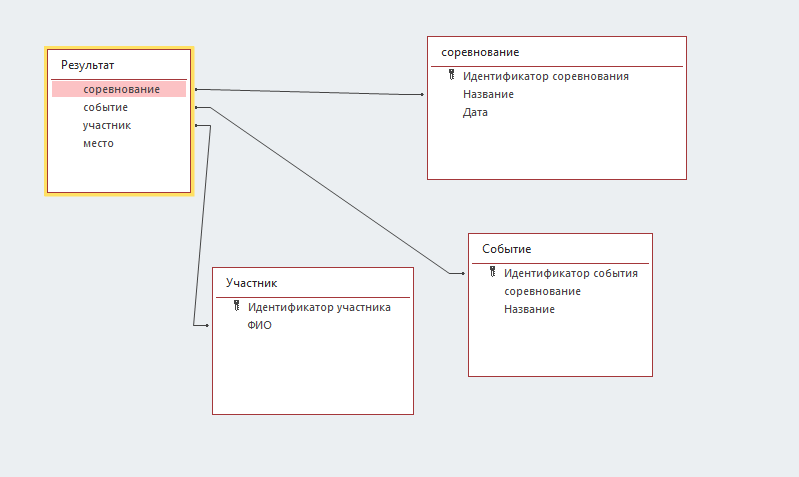 Результат
соревнование
событие
участник
место
соревнование
Идентификатор соревнования
Название
Дата
Участник
Идентификатор участника
ФИО
Событие
Идентификатор события
соревнование
Название